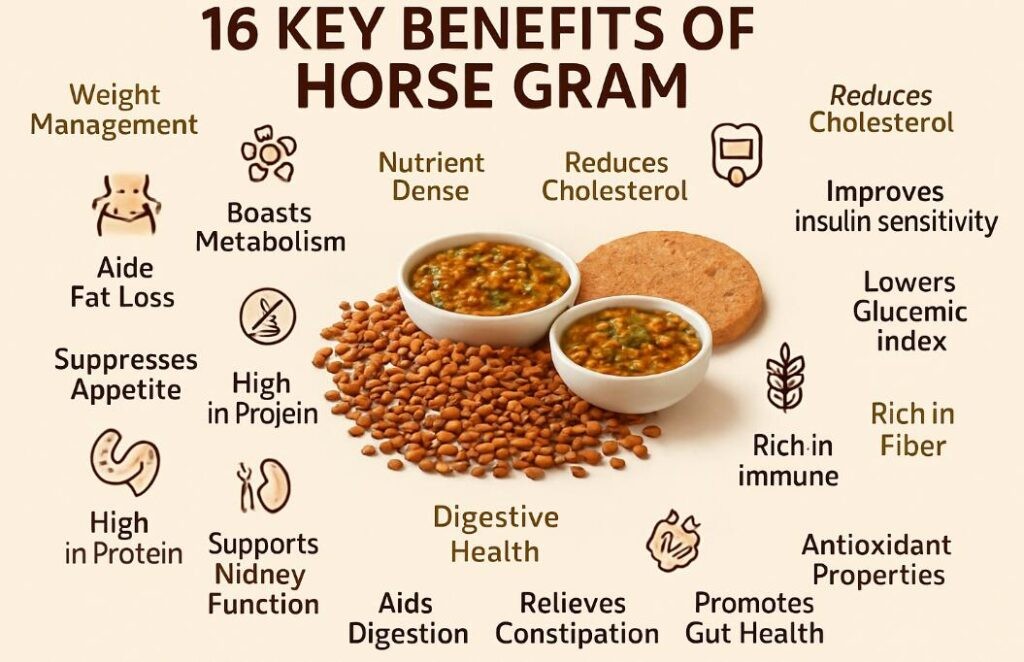 16 KEY BENEFITS OF
HORSE GRAM
Weight
Management
Boasts
Metabolism
Aide
Fat Loss
Suppresses
Appetite
High
in Projein
High
in Protein
Supports
Nidney
Function
Nutrient
Dense
Reduces
Cholesterol
Reduces
Cholesterol
Improves
insulin sensitivity
Lowers
Glucemic
index
Rich in
Fiber
Rich·in
immune
Digestive
Health
Antioxidant
Properties
Aids
Digestion
Relieves
Constipation
Promotes
Gut Health